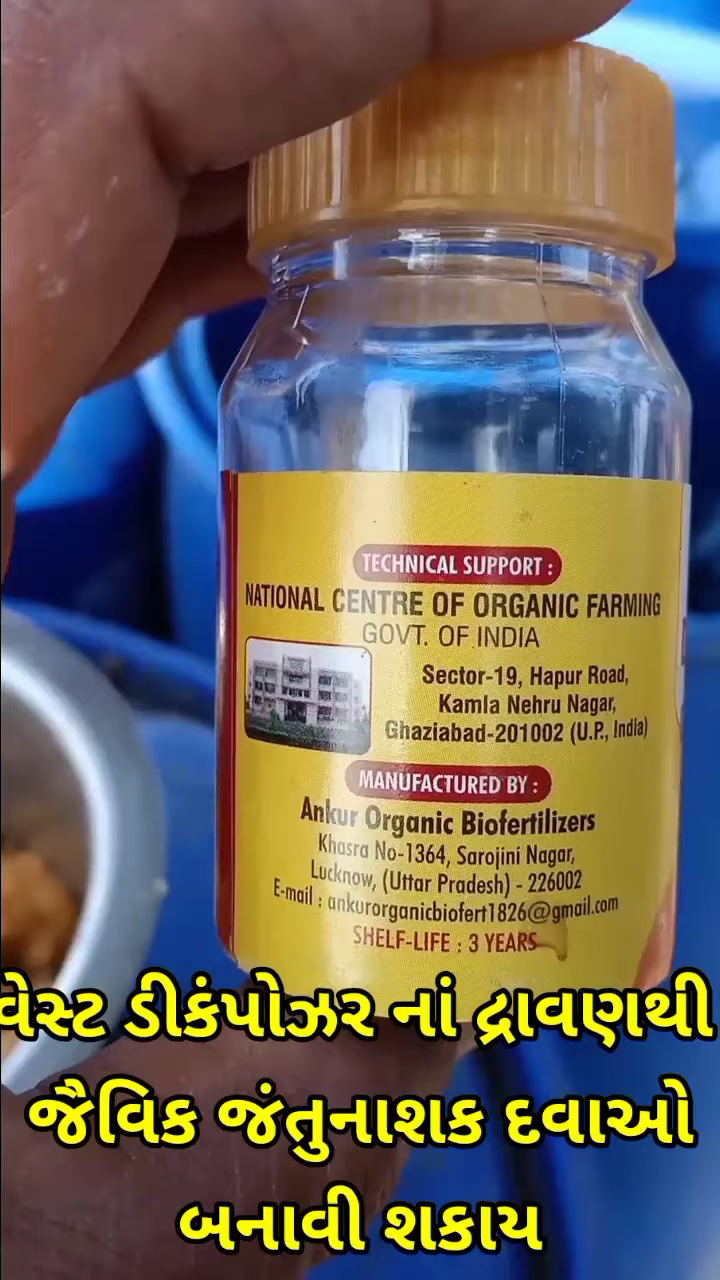 TECHNICAL SUPPORT :
NATIONAL CENTRE OF ORGANIC FARMING
GOVT. OF INDIA
Sector-19, Hapur Road,
Kamla Nehru Nagar,
Ghaziabad-201002 (U.P., India)
MANUFACTURED BY :
Ankur Organic Biofertilizers
Khasra No-1364, Sarojini Nagar,
Lucknow, (Uttar Pradesh) - 226002
E-mail : ankurorganicbiofert1826@gmail.com
SHELF-LIFE : 3 YEARS
વેસ્ટ ડીકંપોઝર નાં દ્રાવણથી
જૈવિક જંતુનાશક દવાઓ
બનાવી શકાય